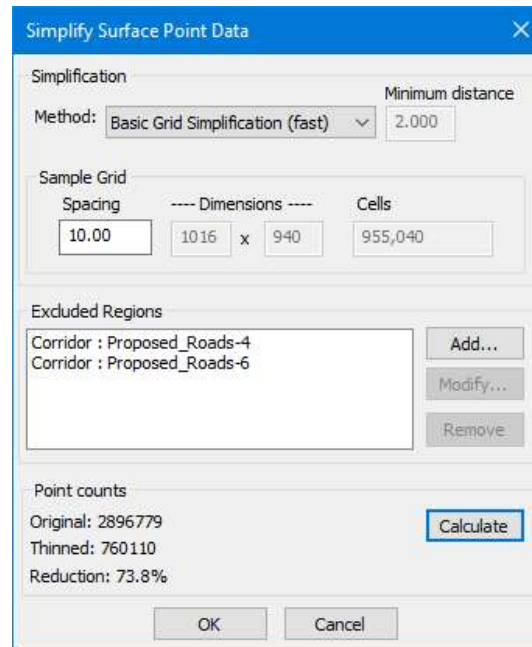 Simplify Surface Point Data
Simplification
Minimum distance
Method: Basic Grid Simplification (fast) 2.000
Sample Grid
Spacing ---- Dimensions ---- Cells
10.00 1016 x 940 955,040
Excluded Regions
Corridor : Proposed_Roads-4
Corridor : Proposed_Roads-6
Add...
Modify...
Remove
Point counts
Original: 2896779
Thinned: 760110
Reduction: 73.8%
Calculate
OK Cancel